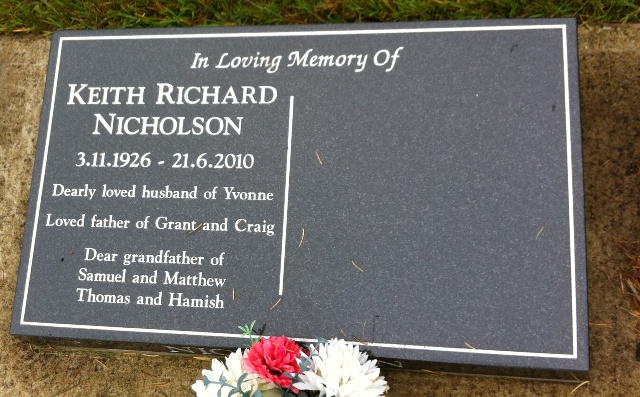 In Loving Memory Of
KEITH RICHARD
NICHOLSON
3.11.1926 - 21.6.2010
Dearly loved husband of Yvonne
Loved father of Grant and Craig
Dear grandfather of
Samuel and Matthew
Thomas and Hamish